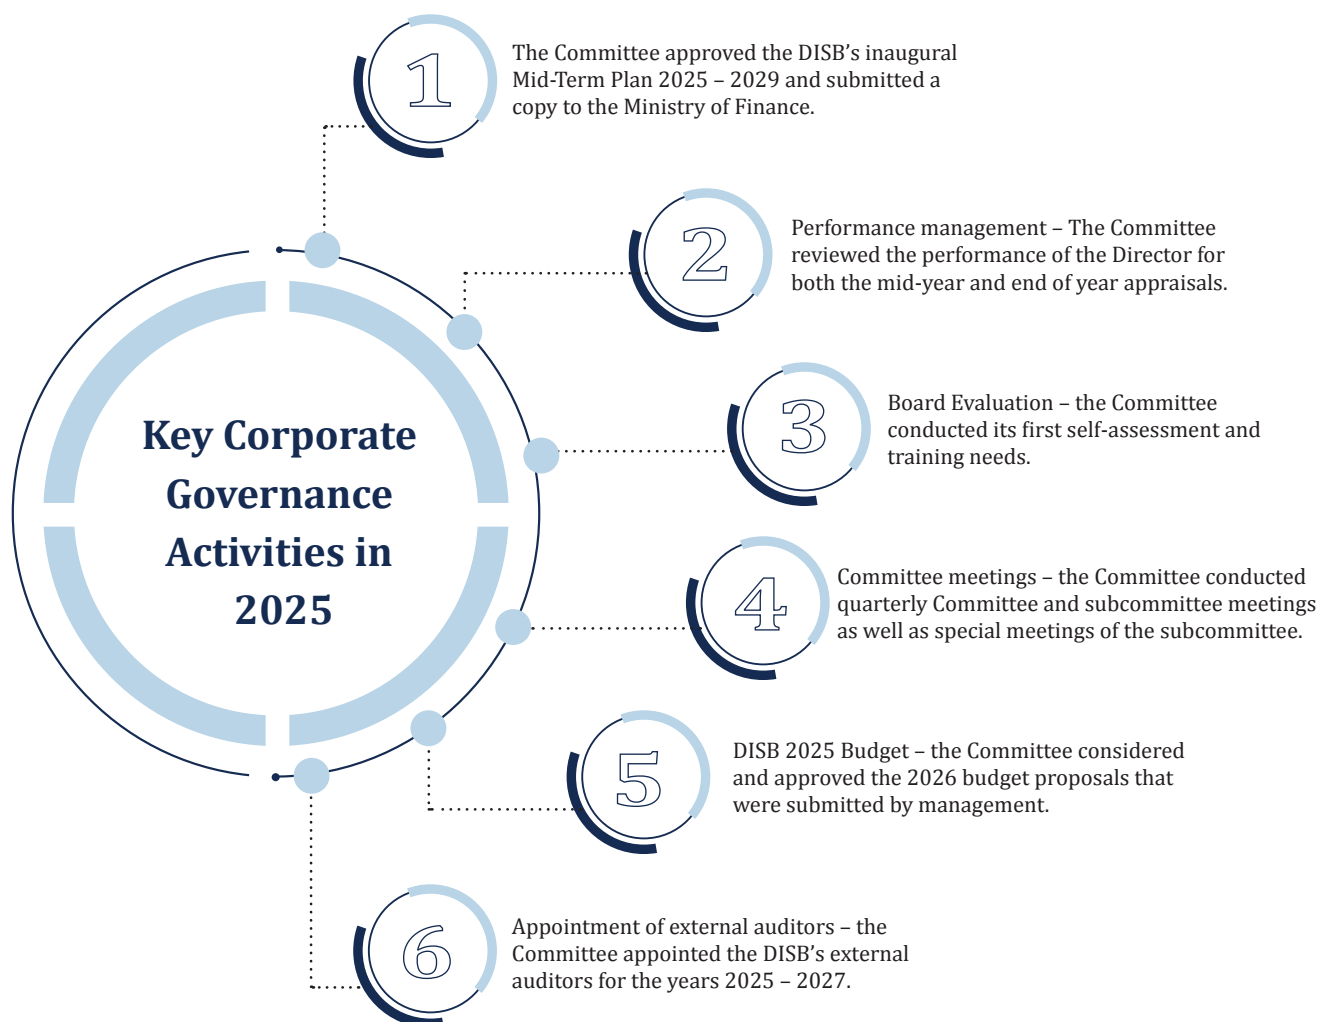 Key Corporate
Governance
Activities in
2025
1
The Committee approved the DISB’s inaugural
Mid-Term Plan 2025 – 2029 and submitted a
copy to the Ministry of Finance.
2
Performance management – The Committee
reviewed the performance of the Director for
both the mid-year and end of year appraisals.
3
Board Evaluation – the Committee
conducted its first self-assessment and
training needs.
4
Committee meetings – the Committee conducted
quarterly Committee and subcommittee meetings
as well as special meetings of the subcommittee.
5
DISB 2025 Budget – the Committee considered
and approved the 2026 budget proposals that
were submitted by management.
6
Appointment of external auditors – the
Committee appointed the DISB’s external
auditors for the years 2025 – 2027.